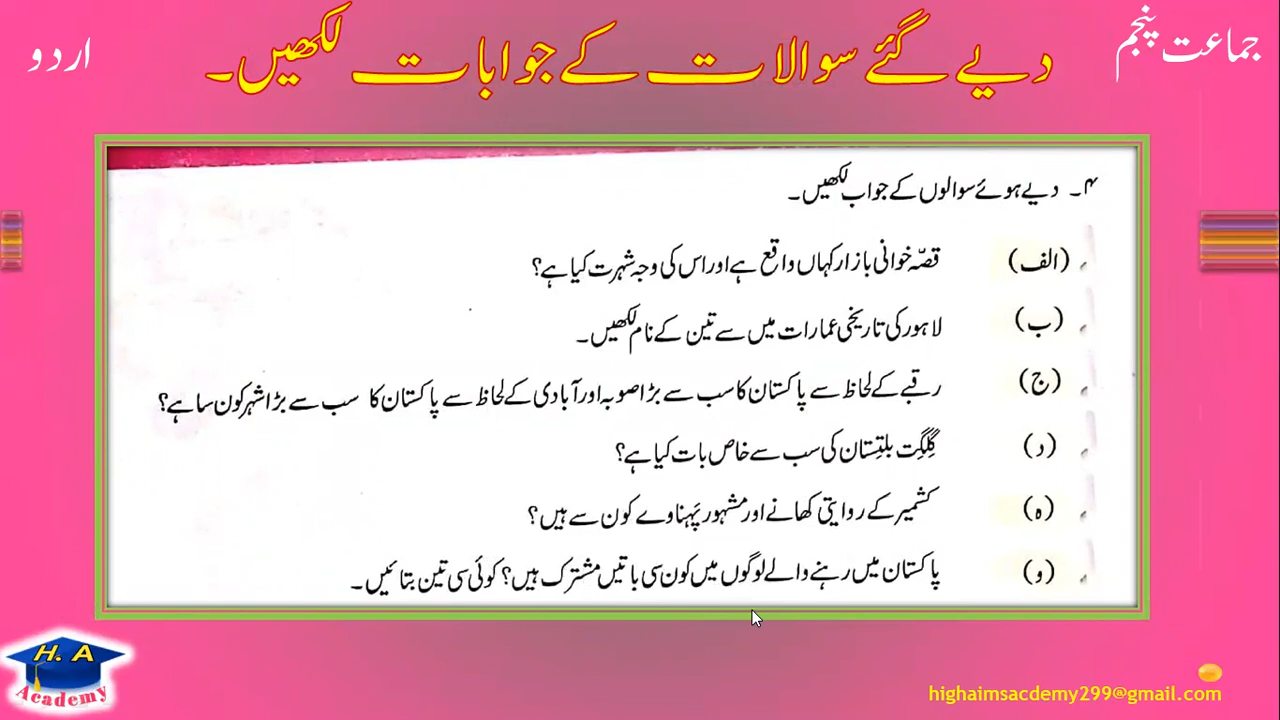 جماعت پنجم
دیے گئے سوالات کے جوابات لکھیں۔
اردو
۴۔ دیے ہوئے سوالوں کے جواب لکھیں۔
(الف) قصّہ خوانی بازار کہاں واقع ہے اور اس کی وجہ شہرت کیا ہے؟
(ب) لاہور کی تاریخی عمارات میں سے تین کے نام لکھیں۔
(ج) رقبے کے لحاظ سے پاکستان کا سب سے بڑا صوبہ اور آبادی کے لحاظ سے پاکستان کا سب سے بڑا شہر کون سا ہے؟
(د) گِلگِت بلتِستان کی سب سے خاص بات کیا ہے؟
(ہ) کشمیر کے روایتی کھانے اور مشہور پَہناوے کون سے ہیں؟
(و) پاکستان میں رہنے والے لوگوں میں کون سی باتیں مشترک ہیں؟ کوئی سی تین بتائیں۔
H. A
Academy
highaimsacdemy299@gmail.com